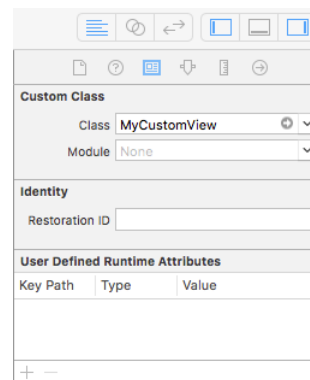 Custom Class
Class MyCustomView
Module None
Identity
Restoration ID
User Defined Runtime Attributes
Key Path Type Value